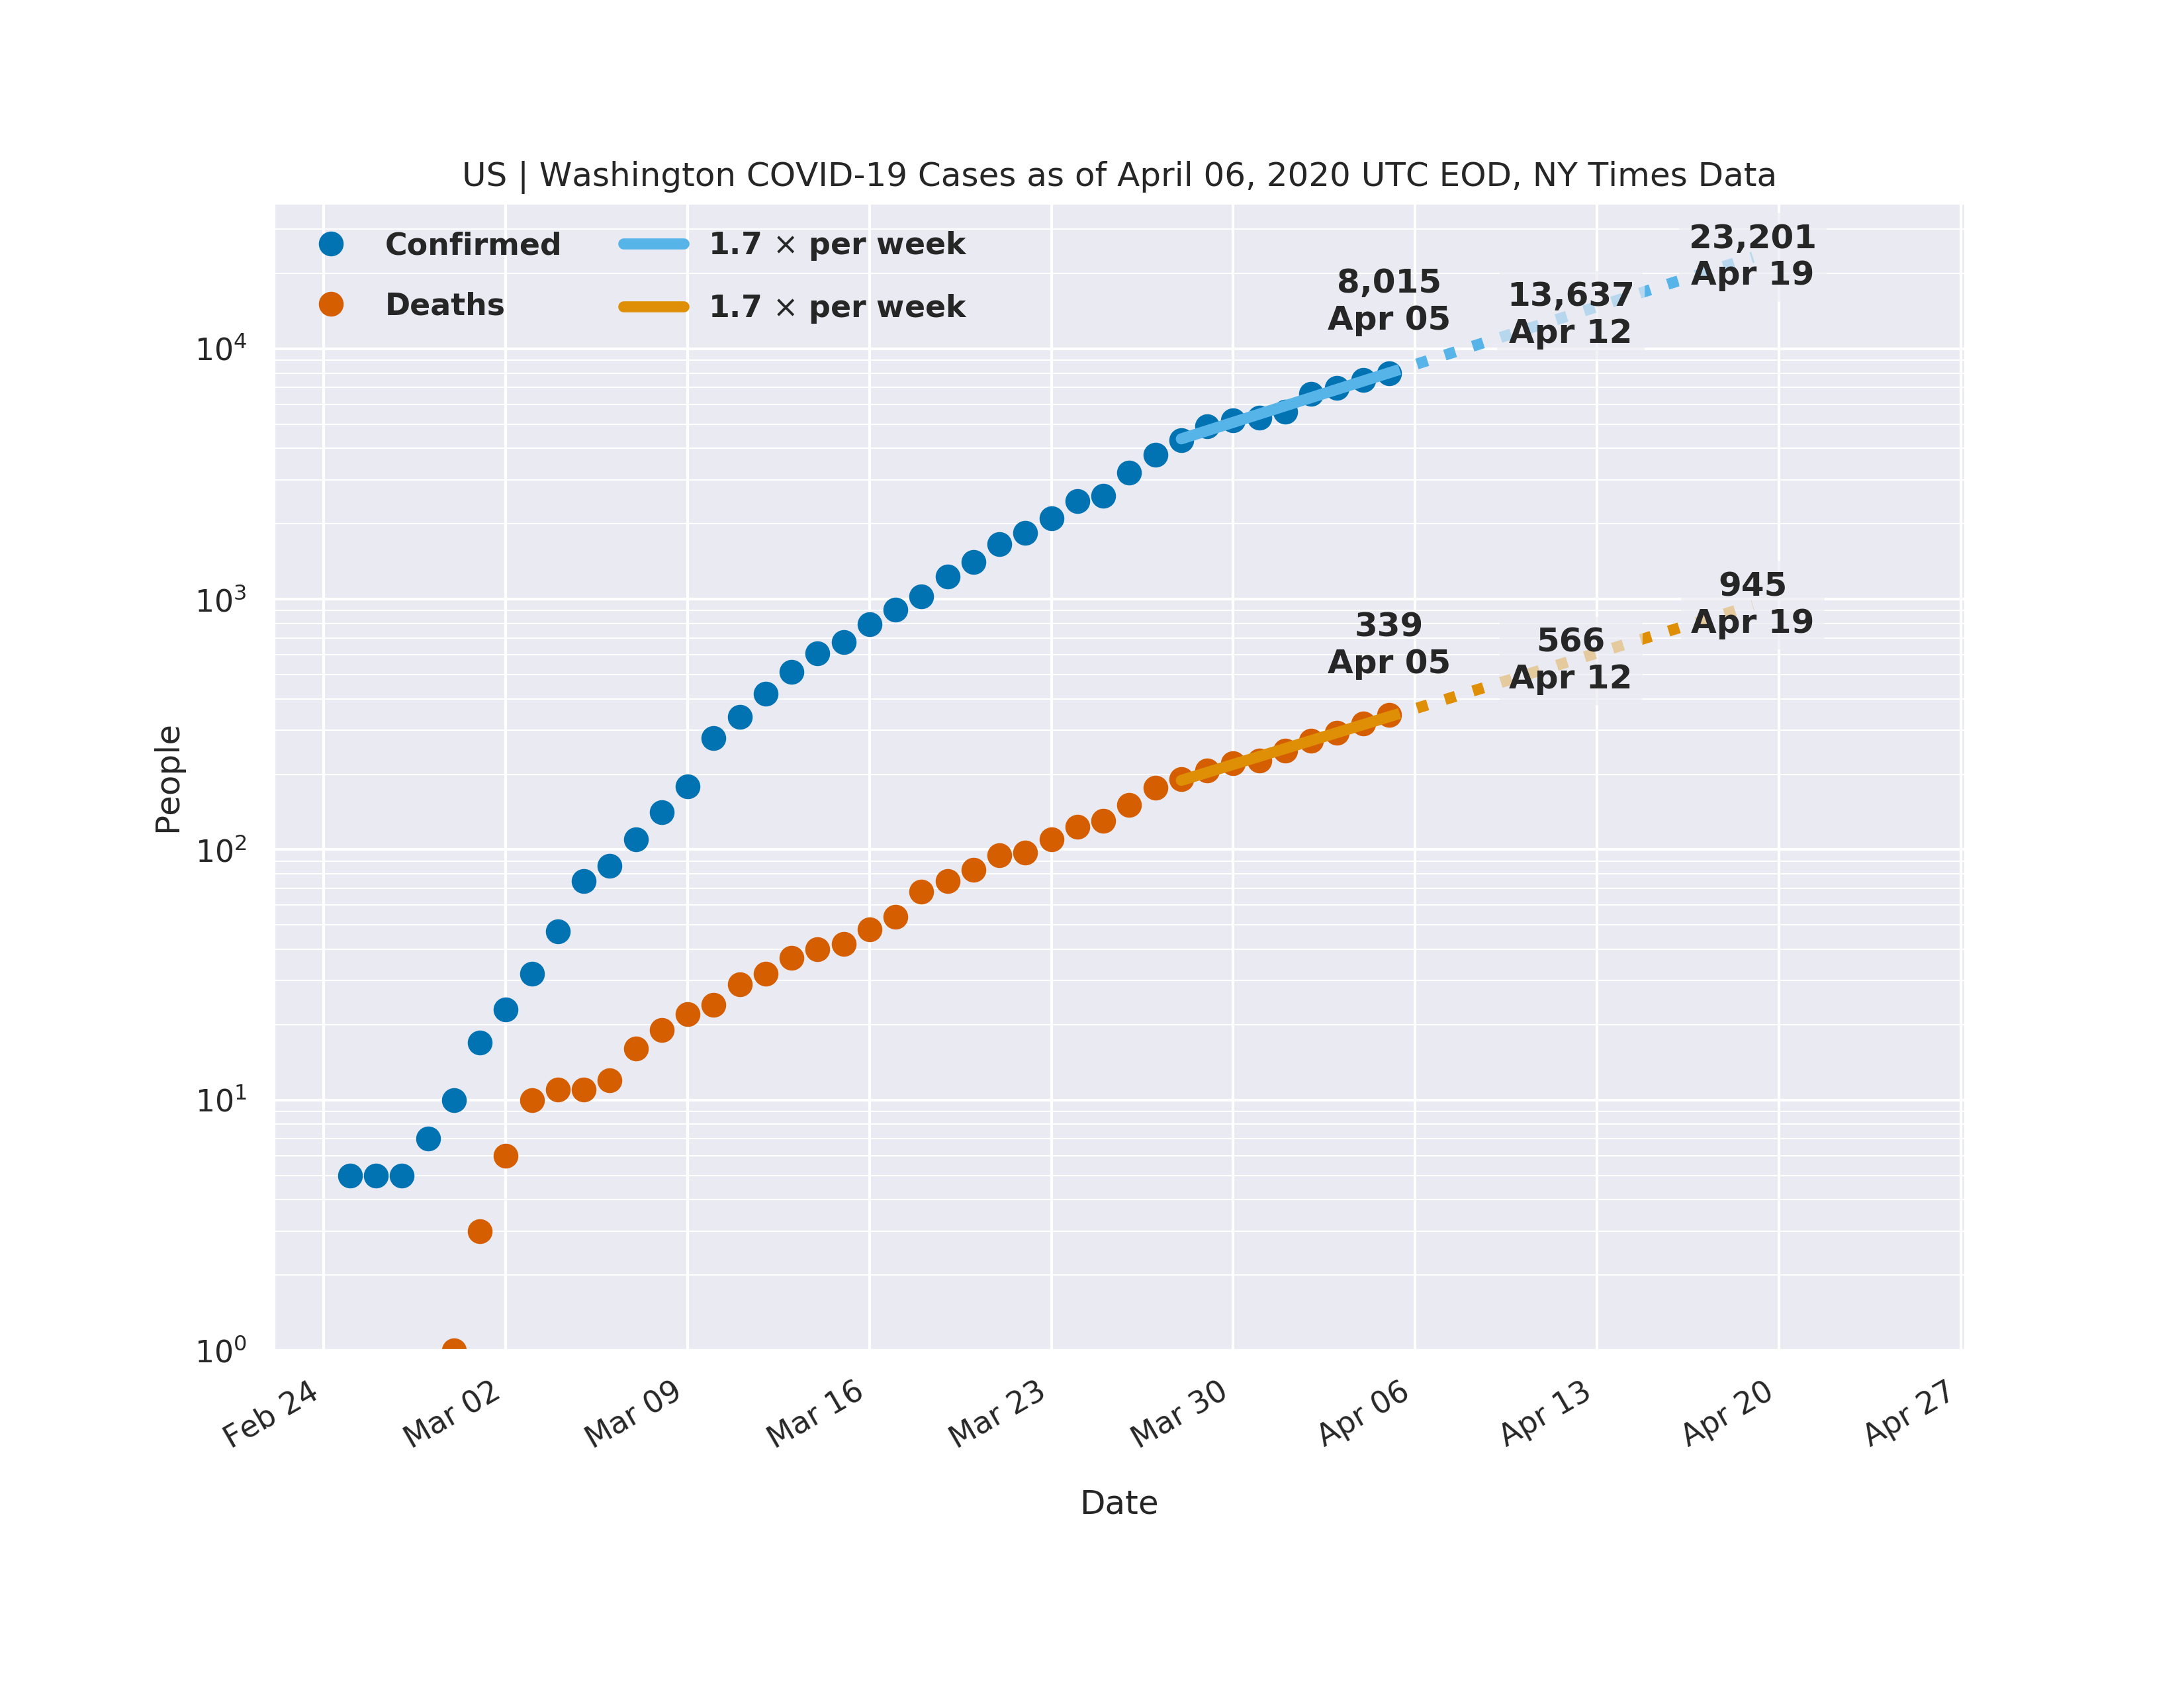 US | Washington COVID-19 Cases as of April 06, 2020 UTC EOD, NY Times Data
Confirmed
Deaths
1.7 × per week
1.7 × per week
8,015
Apr 05
13,637
Apr 12
23,201
Apr 19
339
Apr 05
566
Apr 12
945
Apr 19
People
10⁴
10³
10²
10¹
10⁰
Feb 24
Mar 02
Mar 09
Mar 16
Mar 23
Mar 30
Apr 06
Apr 13
Apr 20
Apr 27
Date